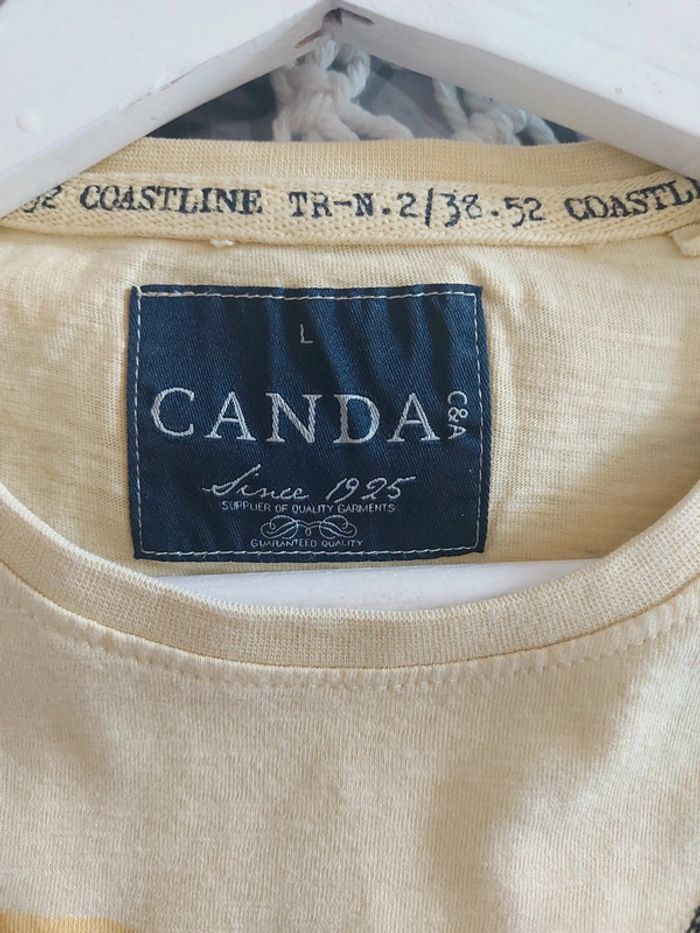 52 COASTLINE TR-N.2/38.52 COASTL
L
CANDA C&A
Since 1925
SUPPLIER OF QUALITY GARMENTS
GUARANTEED QUALITY